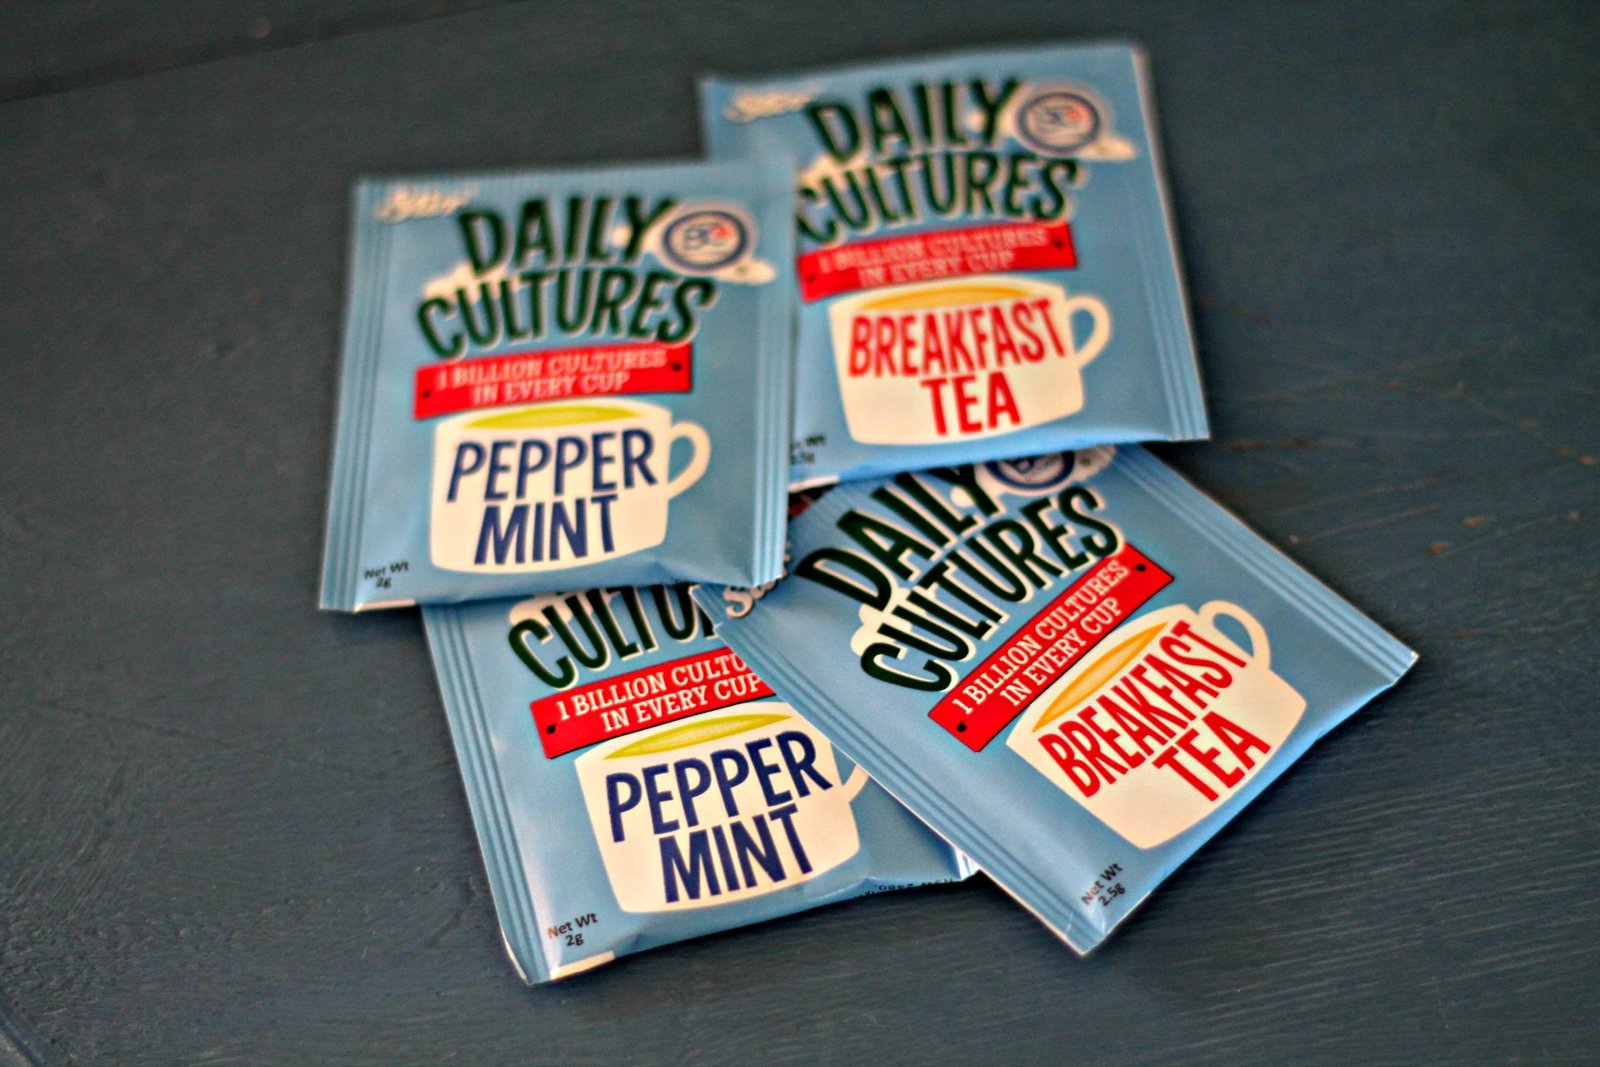 DAILY
CULTURES
1 BILLION CULTURES
IN EVERY CUP
PEPPER
MINT
Net Wt
2g
DAILY
CULTURES
1 BILLION CULTURES
IN EVERY CUP
BREAKFAST
TEA
CULTU
1 BILLION CULTU
IN EVERY CUP
PEPPER
MINT
Net Wt
2g
DAILY
CULTURES
1 BILLION CULTURES
IN EVERY CUP
BREAKFAST
TEA
Net Wt
2.5g